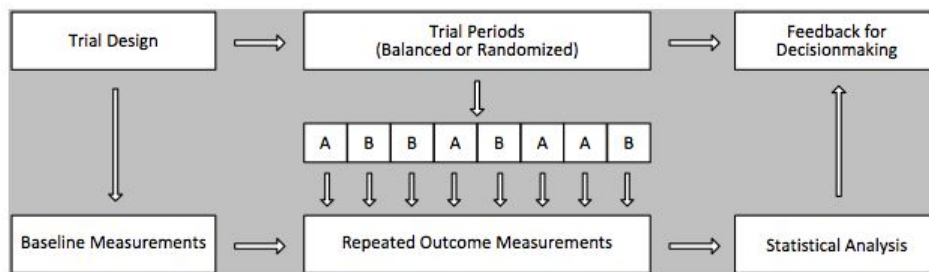 Trial Design
Trial Periods
(Balanced or Randomized)
Feedback for
Decisionmaking
A B B A B A A B
Baseline Measurements
Repeated Outcome Measurements
Statistical Analysis